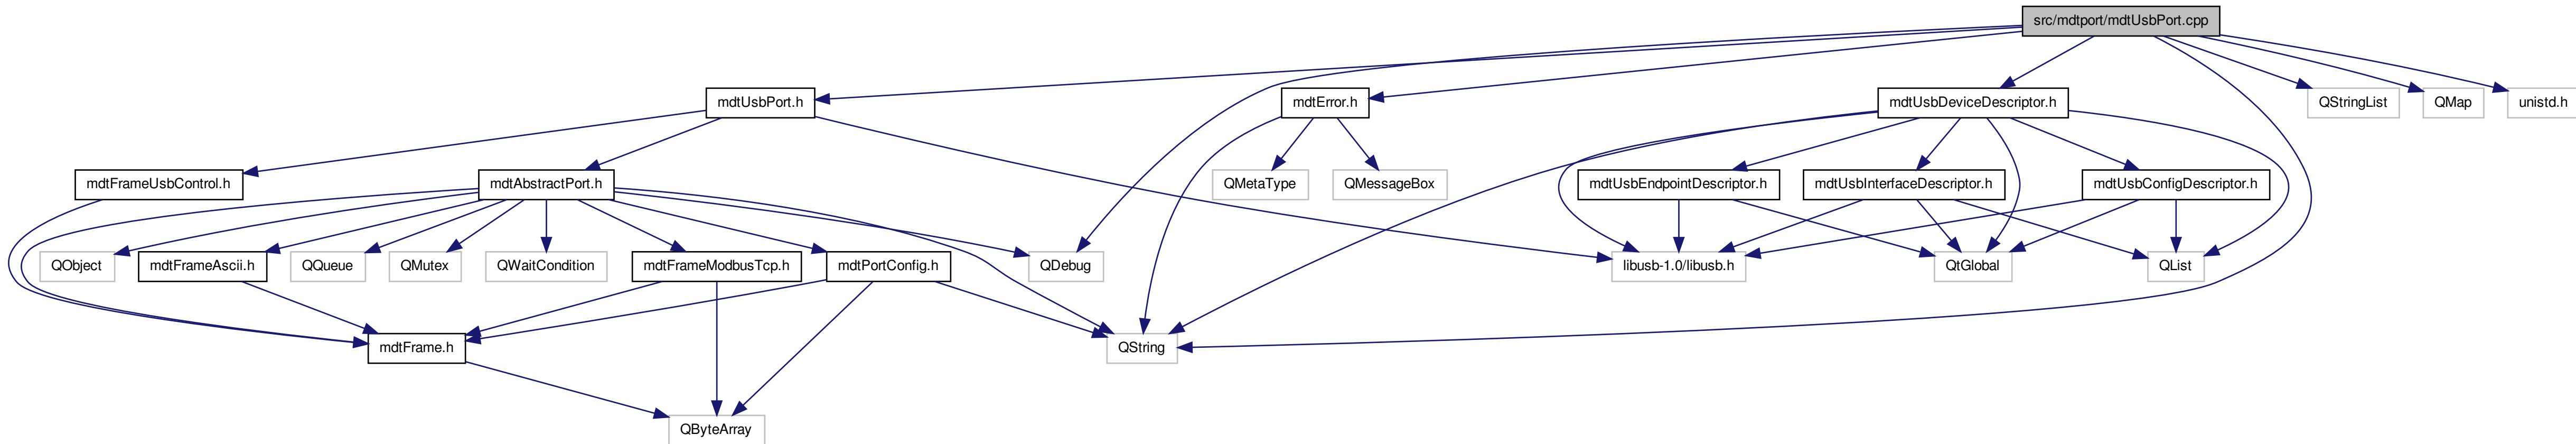 src/mdtport/mdtUsbPort.cpp
mdtUsbPort.h
mdtError.h
mdtUsbDeviceDescriptor.h
QStringList
QMap
unistd.h
mdtFrameUsbControl.h
mdtAbstractPort.h
QMetaType
QMessageBox
mdtUsbEndpointDescriptor.h
mdtUsbInterfaceDescriptor.h
mdtUsbConfigDescriptor.h
QObject
mdtFrameAscii.h
QQueue
QMutex
QWaitCondition
mdtFrameModbusTcp.h
mdtPortConfig.h
QDebug
libusb-1.0/libusb.h
QtGlobal
QList
mdtFrame.h
QString
QByteArray